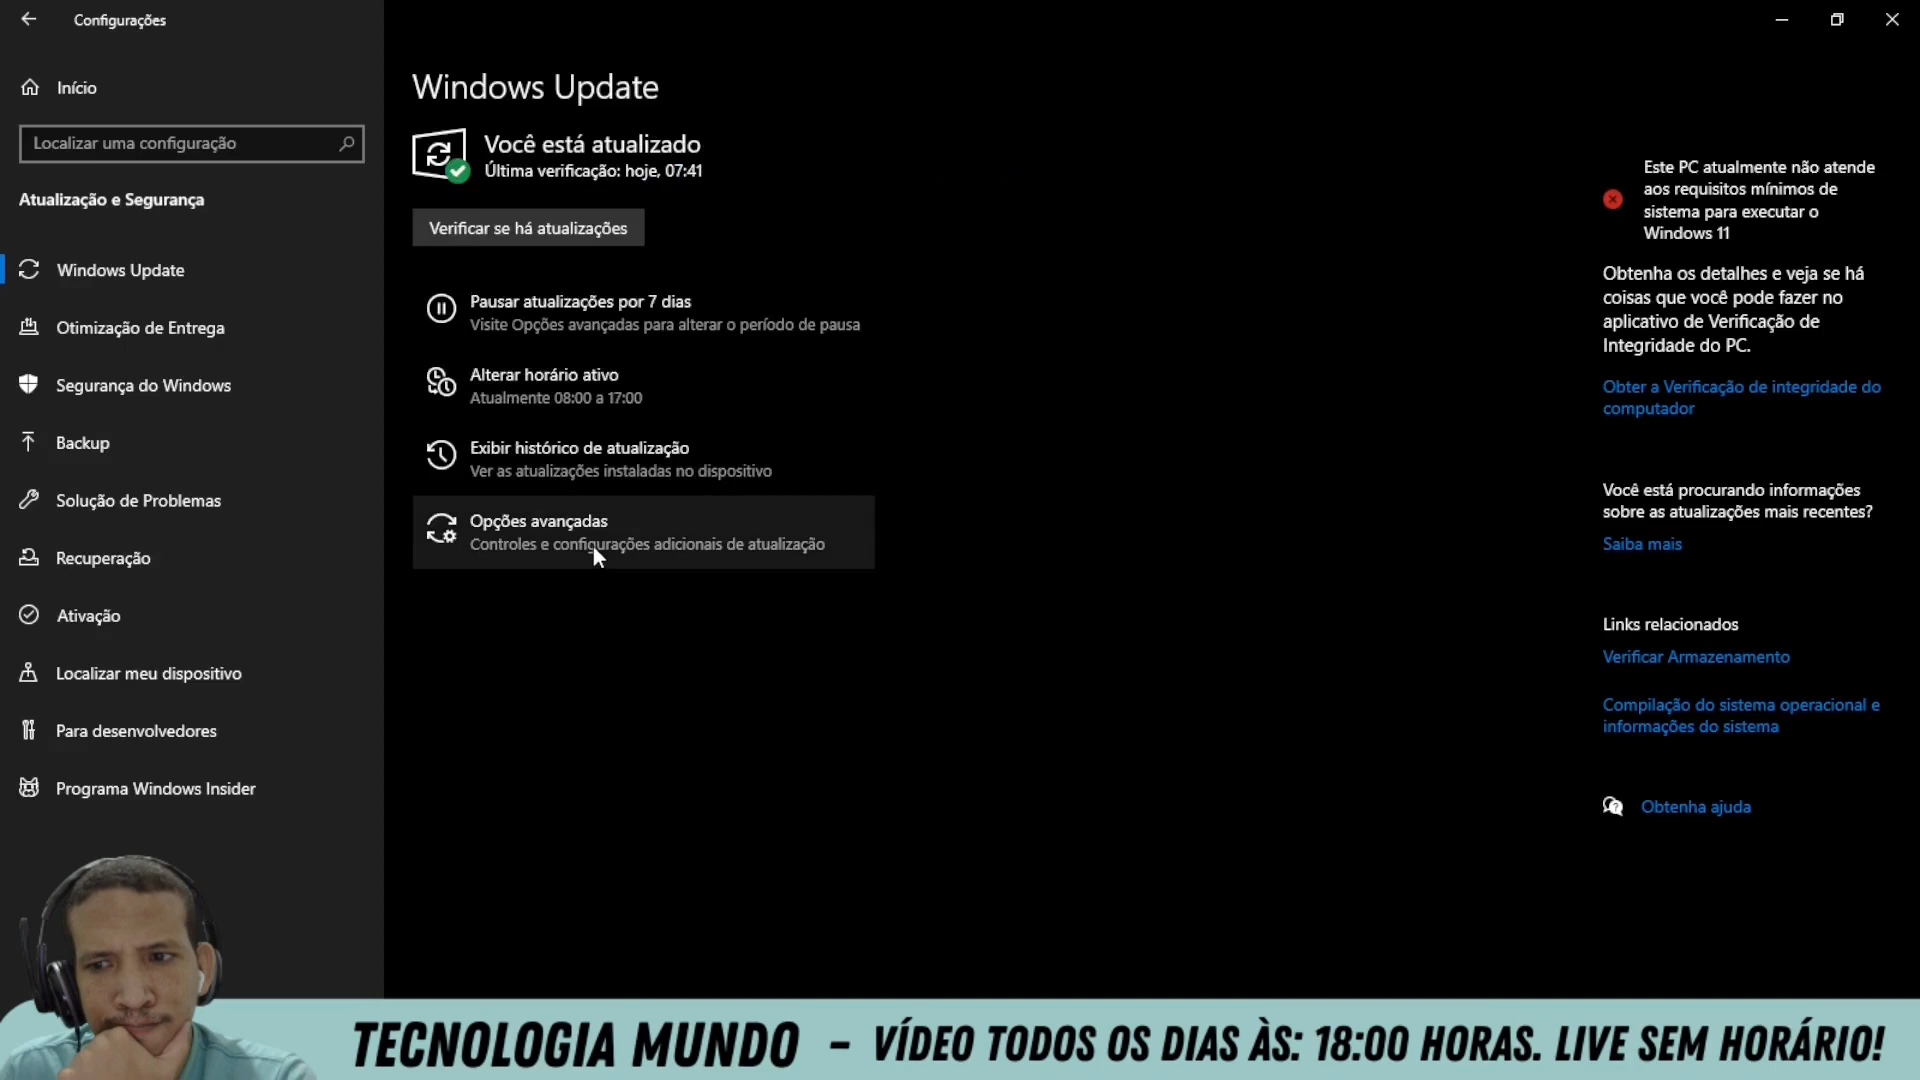 Configurações
Início
Localizar uma configuração
Atualização e Segurança
Windows Update
Otimização de Entrega
Segurança do Windows
Backup
Solução de Problemas
Recuperação
Ativação
Localizar meu dispositivo
Para desenvolvedores
Programa Windows Insider
Windows Update
Você está atualizado
Última verificação: hoje, 07:41
Verificar se há atualizações
Pausar atualizações por 7 dias
Visite Opções avançadas para alterar o período de pausa
Alterar horário ativo
Atualmente 08:00 a 17:00
Exibir histórico de atualização
Ver as atualizações instaladas no dispositivo
Opções avançadas
Controles e configurações adicionais de atualização
Este PC atualmente não atende
aos requisitos mínimos de
sistema para executar o
Windows 11
Obtenha os detalhes e veja se há
coisas que você pode fazer no
aplicativo de Verificação de
Integridade do PC.
Obter a Verificação de integridade do
computador
Você está procurando informações
sobre as atualizações mais recentes?
Saiba mais
Links relacionados
Verificar Armazenamento
Compilação do sistema operacional e
informações do sistema
Obtenha ajuda
TECNOLOGIA MUNDO - VÍDEO TODOS OS DIAS ÀS: 18:00 HORAS. LIVE SEM HORÁRIO!